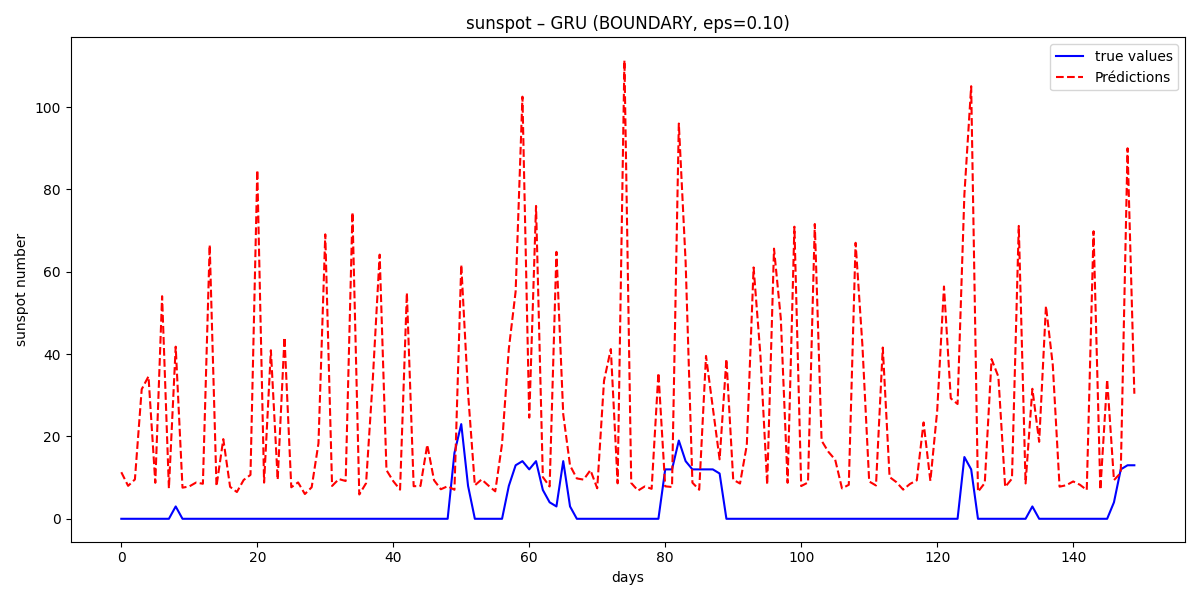 sunspot – GRU (BOUNDARY, eps=0.10)
true values
Prédictions
sunspot number
100
80
60
40
20
0
0 20 40 60 80 100 120 140
days